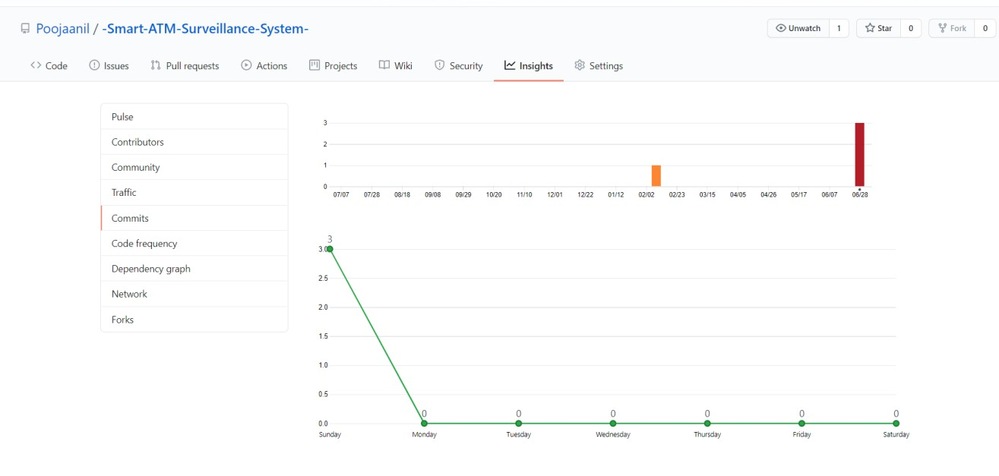 Poojaanil / -Smart-ATM-Surveillance-System-
Unwatch 1 Star 0 Fork 0
Code Issues Pull requests Actions Projects Wiki Security Insights Settings
Pulse
Contributors
Community
Traffic
Commits
Code frequency
Dependency graph
Network
Forks
3
2
1
0
07/07 07/28 08/18 09/08 09/29 10/20 11/10 12/01 12/22 01/12 02/02 02/23 03/15 04/05 04/26 05/17 06/07 06/28
3
3.0
2.5
2.0
1.5
1.0
0.5
0 0 0 0 0 0
0.0
Sunday Monday Tuesday Wednesday Thursday Friday Saturday